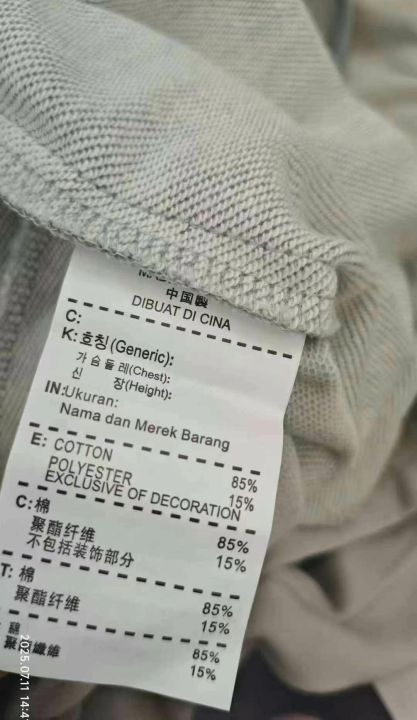 中国製
DIBUAT DI CINA
C:
K: 호칭(Generic):
가슴둘레(Chest):
신 장(Height):
IN:Ukuran:
Nama dan Merek Barang
E: COTTON 85%
POLYESTER 15%
EXCLUSIVE OF DECORATION
C: 棉 85%
聚酯纤维 15%
不包括装饰部分
T: 棉 85%
聚酯纤维 15%
85%
15%
2025.07.11 14:4